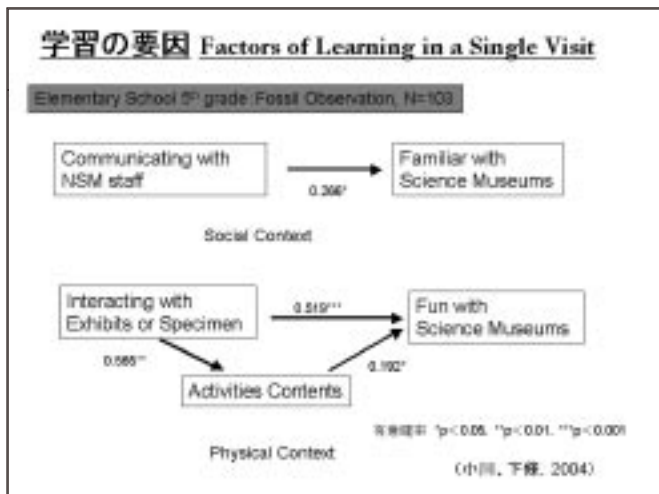 学習の要因 Factors of Learning in a Single Visit
Elementary School 5th grade Fossil Observation, N=103
Communicating with
NSM staff
Familiar with
Science Museums
0.266*
Social Context
Interacting with
Exhibits or Specimen
0.519***
Fun with
Science Museums
0.192*
Activities Contents
有意確率 *p<0.05, **p<0.01, ***p<0.001
Physical Context
(小川, 下條, 2004)